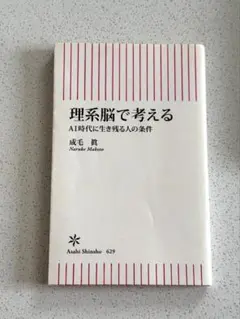 理系脳で考える
AI時代に生き残る人の条件
成毛 眞
Naruke Makoto
Asahi Shinsho 629